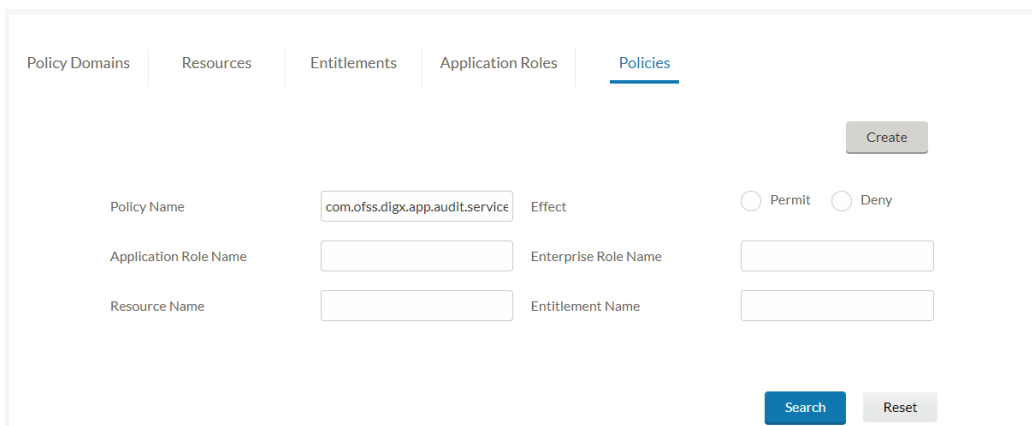 Policy Domains Resources Entitlements Application Roles Policies
Create
Policy Name com.ofss.digx.app.audit.service Effect Permit Deny
Application Role Name Enterprise Role Name
Resource Name Entitlement Name
Search Reset